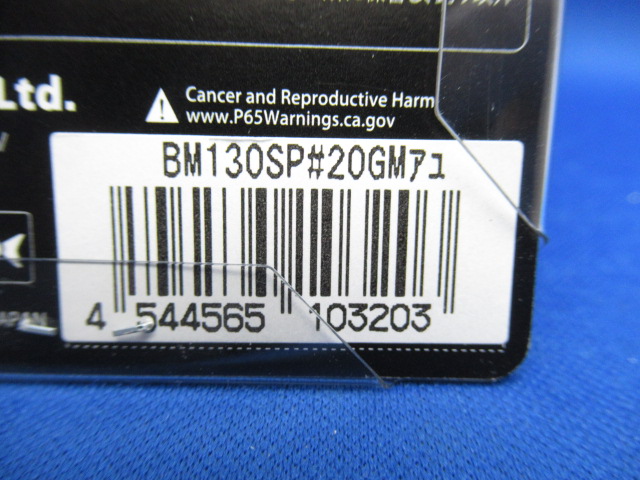 Ltd.
Cancer and Reproductive Harm
www.P65Warnings.ca.gov
BM130SP#20GMアユ
4 544565 103203
JAPAN